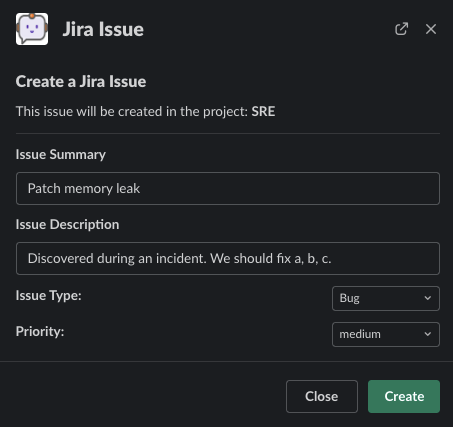 Jira Issue
Create a Jira Issue
This issue will be created in the project: SRE
Issue Summary
Patch memory leak
Issue Description
Discovered during an incident. We should fix a, b, c.
Issue Type:
Bug
Priority:
medium
Close
Create